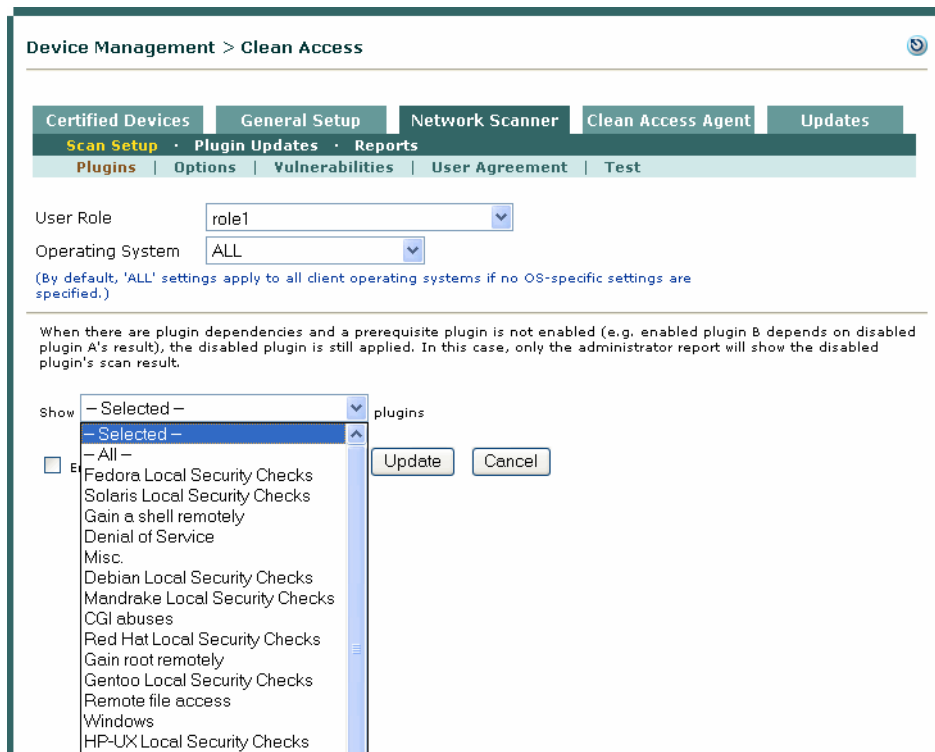 Device Management > Clean Access
Certified Devices General Setup Network Scanner Clean Access Agent Updates
Scan Setup · Plugin Updates · Reports
Plugins | Options | Vulnerabilities | User Agreement | Test
User Role role1
Operating System ALL
(By default, 'ALL' settings apply to all client operating systems if no OS-specific settings are
specified.)
When there are plugin dependencies and a prerequisite plugin is not enabled (e.g. enabled plugin B depends on disabled
plugin A's result), the disabled plugin is still applied. In this case, only the administrator report will show the disabled
plugin's scan result.
Show – Selected – plugins
– Selected –
– All –
Update Cancel
Fedora Local Security Checks
Solaris Local Security Checks
Gain a shell remotely
Denial of Service
Misc.
Debian Local Security Checks
Mandrake Local Security Checks
CGI abuses
Red Hat Local Security Checks
Gain root remotely
Gentoo Local Security Checks
Remote file access
Windows
HP-UX Local Security Checks